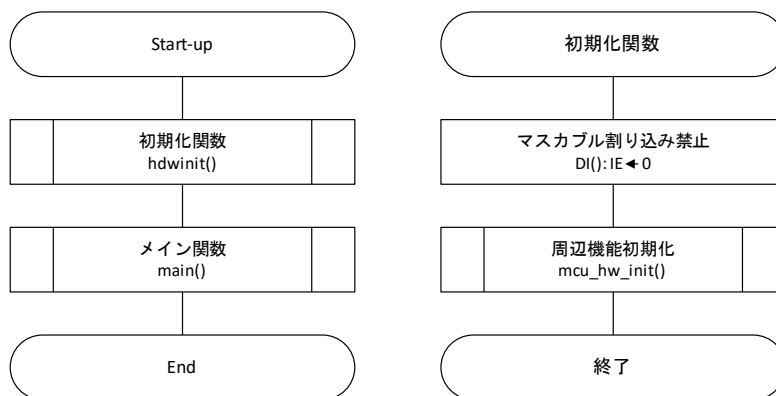 Start-up
初期化関数
hdwinit()
メイン関数
main()
End
初期化関数
マスカブル割り込み禁止
DI(): IE ← 0
周辺機能初期化
mcu_hw_init()
終了